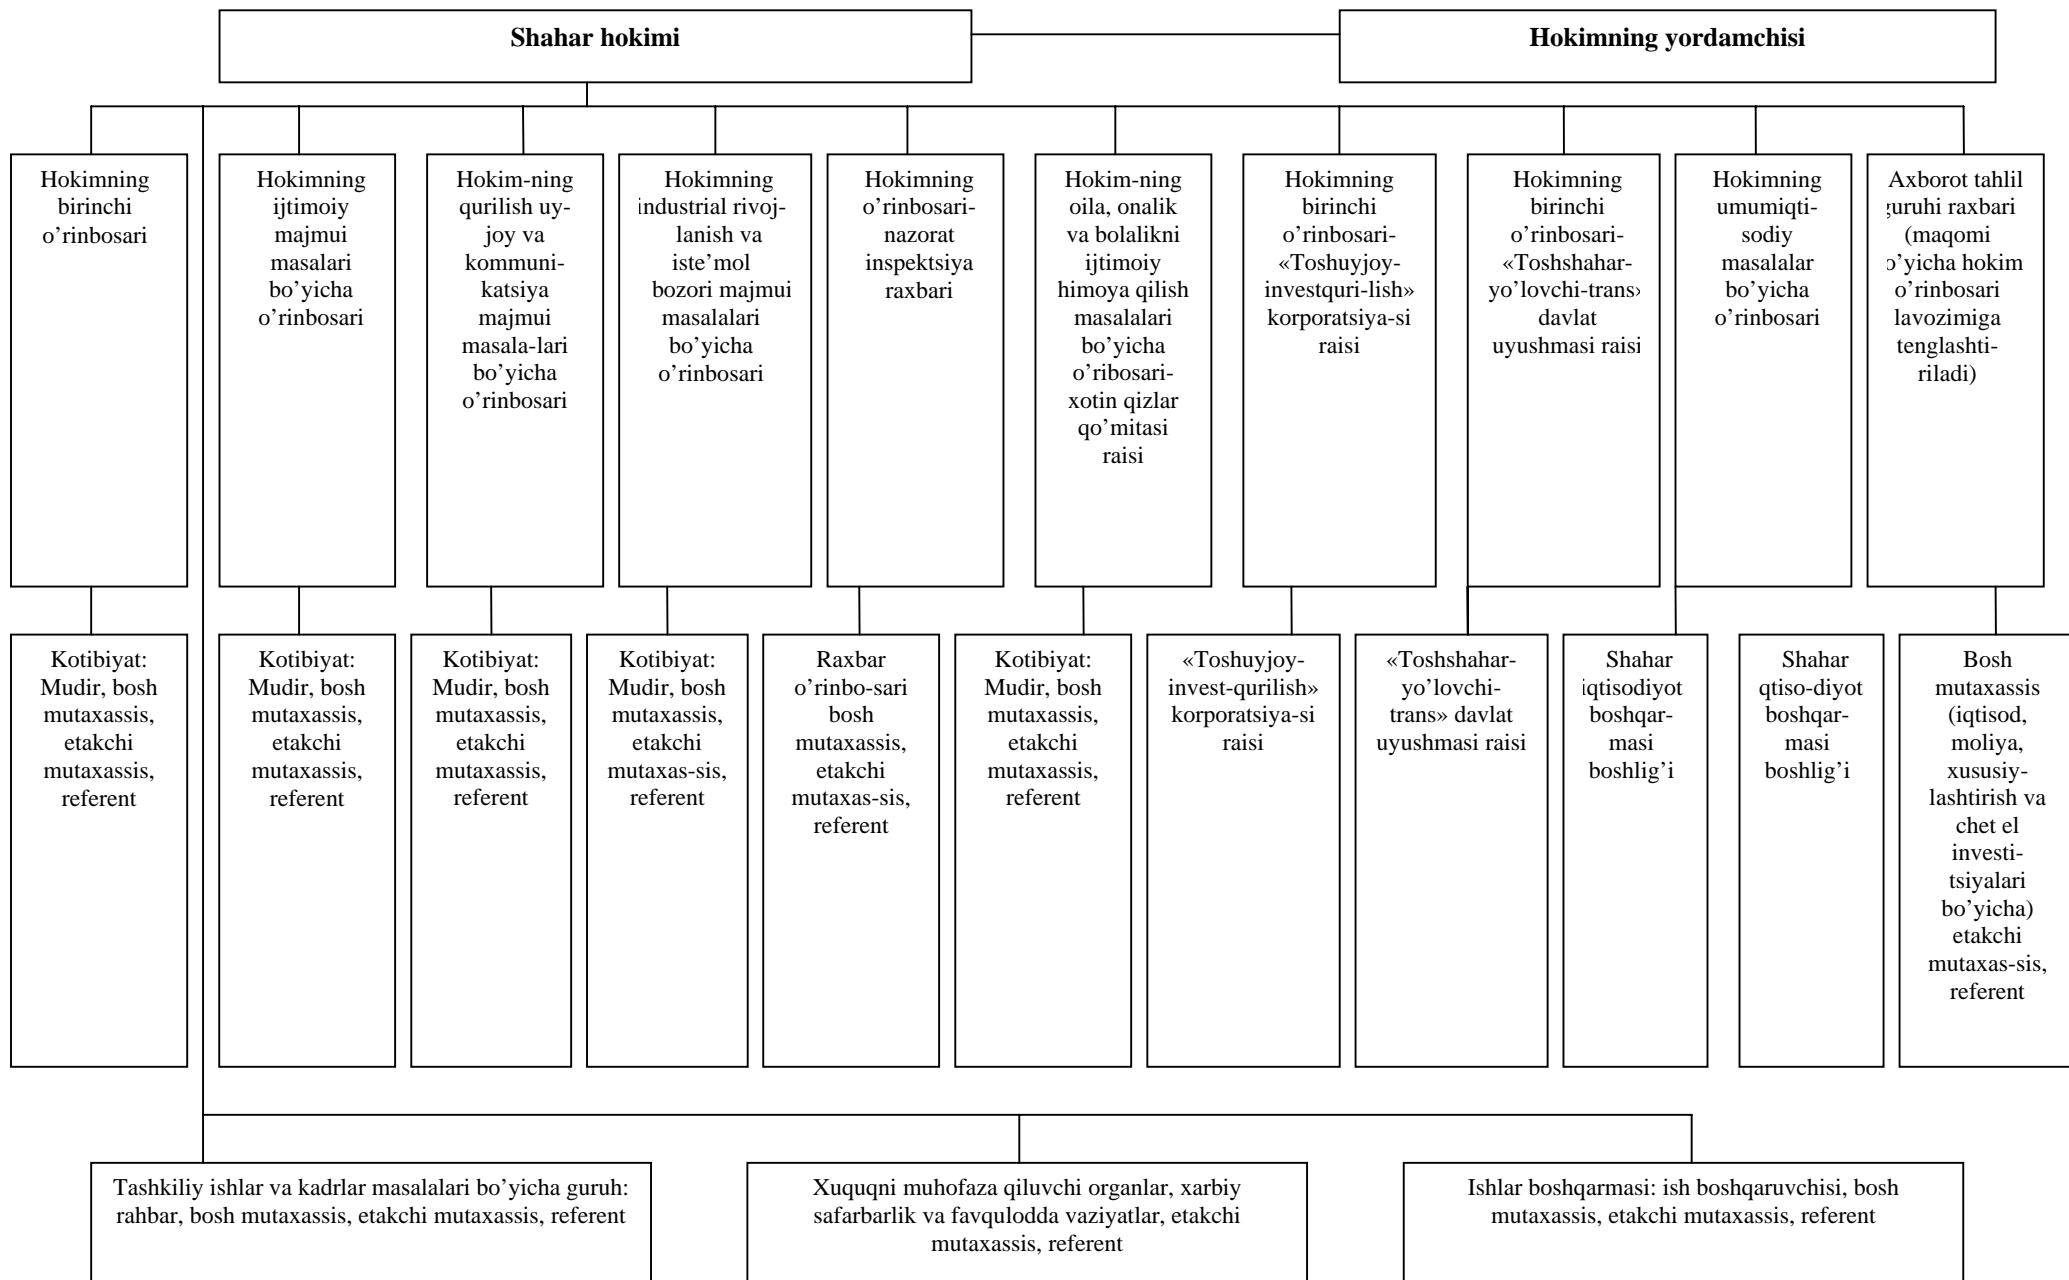 Shahar hokimi
Hokimning yordamchisi
Hokimning
birinchi
o’rinbosari
Hokimning
ijtimoiy
majmui
masalari
bo’yicha
o’rinbosari
Hokim-ning
qurilish uy-
joy va
kommuni-
katsiya
majmui
masala-lari
bo’yicha
o’rinbosari
Hokimning
industrial rivoj-
lanish va
iste’mol
bozori majmui
masalalari
bo’yicha
o’rinbosari
Hokimning
o’rinbosari-
nazorat
inspektsiya
raxbari
Hokim-ning
oila, onalik
va bolalikni
ijtimoiy
himoya qilish
masalalari
bo’yicha
o’ribosari-
xotin qizlar
qo’mitasi
raisi
Hokimning
birinchi
o’rinbosari-
«Toshuyjoy-
investquri-lish»
korporatsiya-si
raisi
Hokimning
birinchi
o’rinbosari-
«Toshshahar-
yo’lovchi-trans»
davlat
uyushmasi raisi
Hokimning
umumiqti-
sodiy
masalalar
bo’yicha
o’rinbosari
Axborot tahlil
guruhi raxbari
(maqomi
o’yicha hokim
o’rinbosari
lavozimiga
tenglashti-
riladi)
Kotibiyat:
Mudir, bosh
mutaxassis,
etakchi
mutaxassis,
referent
Kotibiyat:
Mudir, bosh
mutaxassis,
etakchi
mutaxassis,
referent
Kotibiyat:
Mudir, bosh
mutaxassis,
etakchi
mutaxassis,
referent
Kotibiyat:
Mudir, bosh
mutaxassis,
etakchi
mutaxas-sis,
referent
Raxbar
o’rinbo-sari
bosh
mutaxassis,
etakchi
mutaxas-sis,
referent
Kotibiyat:
Mudir, bosh
mutaxassis,
etakchi
mutaxassis,
referent
«Toshuyjoy-
invest-qurilish»
korporatsiya-si
raisi
«Toshshahar-
yo’lovchi-
trans» davlat
uyushmasi raisi
Shahar
iqtisodiyot
boshqar-
masi
boshlig’i
Shahar
qtiso-diyot
boshqar-
masi
boshlig’i
Bosh
mutaxassis
(iqtisod,
moliya,
xususiy-
lashtirish va
chet el
investi-
tsiyalari
bo’yicha)
etakchi
mutaxas-sis,
referent
Tashkiliy ishlar va kadrlar masalalari bo’yicha guruh:
rahbar, bosh mutaxassis, etakchi mutaxassis, referent
Xuquqni muhofaza qiluvchi organlar, xarbiy
safarbarlik va favqulodda vaziyatlar, etakchi
mutaxassis, referent
Ishlar boshqarmasi: ish boshqaruvchisi, bosh
mutaxassis, etakchi mutaxassis, referent